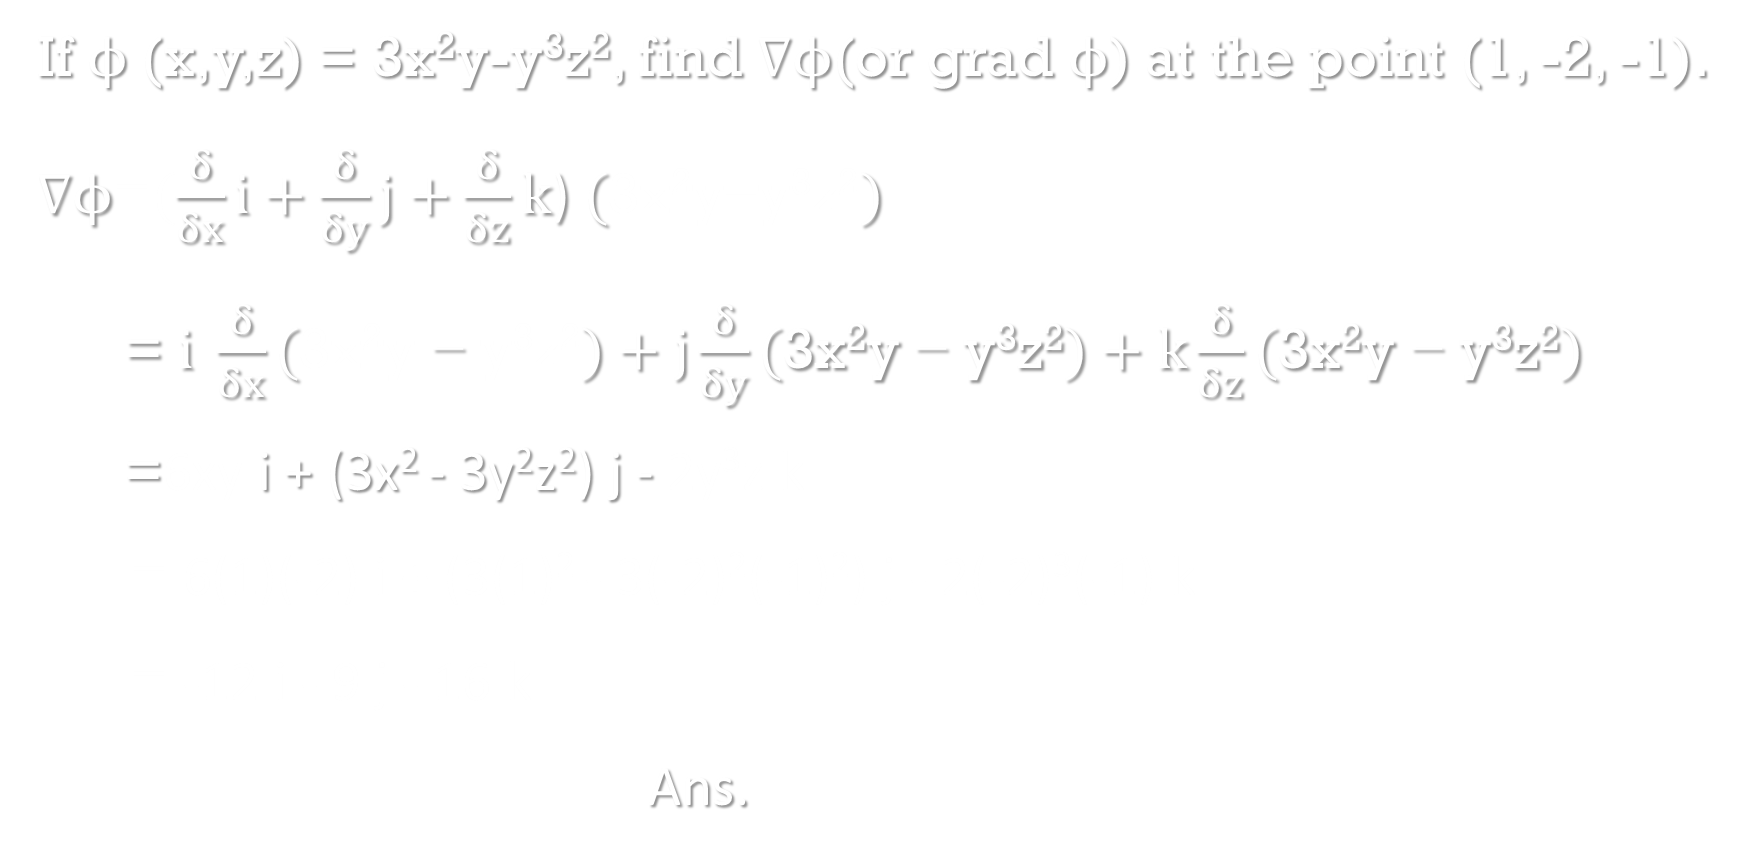 If ϕ (x,y,z) = 3x²y-y³z², find ∇ϕ(or grad ϕ) at the point (1, -2, -1).
∇ϕ δ/δx i + δ/δy j + δ/δz k) ( )
= i δ/δx ( − ) + j δ/δy (3x²y − y³z²) + k δ/δz (3x²y − y³z²)
= i + (3x² - 3y²z²) j -
Ans.